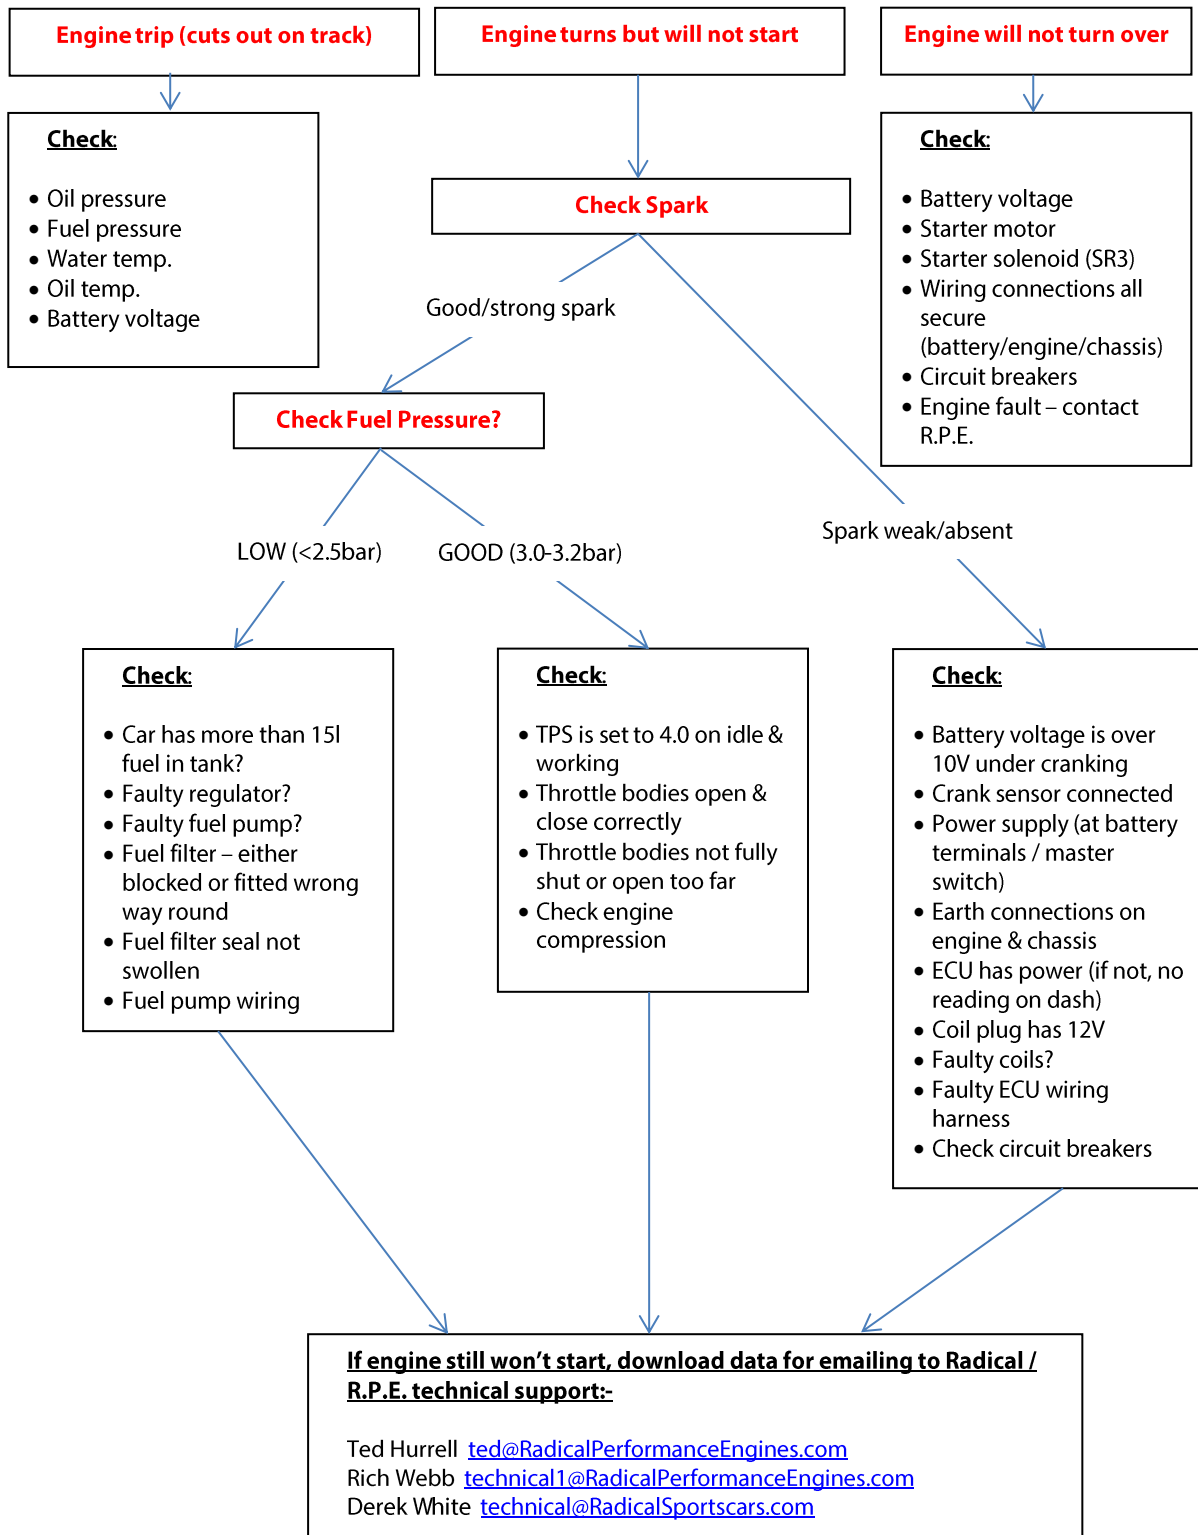 Engine trip (cuts out on track)
Engine turns but will not start
Engine will not turn over
Check:
• Oil pressure
• Fuel pressure
• Water temp.
• Oil temp.
• Battery voltage
Check Spark
Check:
• Battery voltage
• Starter motor
• Starter solenoid (SR3)
• Wiring connections all
secure
(battery/engine/chassis)
• Circuit breakers
• Engine fault – contact
R.P.E.
Good/strong spark
Check Fuel Pressure?
Spark weak/absent
LOW (<2.5bar)
GOOD (3.0-3.2bar)
Check:
• Car has more than 15l
fuel in tank?
• Faulty regulator?
• Faulty fuel pump?
• Fuel filter – either
blocked or fitted wrong
way round
• Fuel filter seal not
swollen
• Fuel pump wiring
Check:
• TPS is set to 4.0 on idle &
working
• Throttle bodies open &
close correctly
• Throttle bodies not fully
shut or open too far
• Check engine
compression
Check:
• Battery voltage is over
10V under cranking
• Crank sensor connected
• Power supply (at battery
terminals / master
switch)
• Earth connections on
engine & chassis
• ECU has power (if not, no
reading on dash)
• Coil plug has 12V
• Faulty coils?
• Faulty ECU wiring
harness
• Check circuit breakers
If engine still won't start, download data for emailing to Radical /
R.P.E. technical support:-
Ted Hurrell ted@RadicalPerformanceEngines.com
Rich Webb technical1@RadicalPerformanceEngines.com
Derek White technical@RadicalSportscars.com